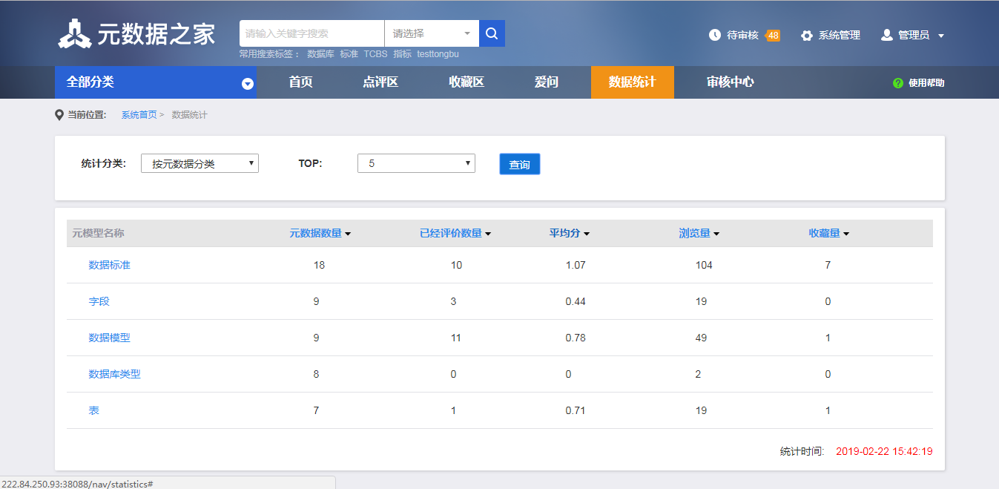 元数据之家
请输入关键字搜索 请选择
待审核 48 系统管理 管理员
常用搜索标签： 数据库 标准 TCBS 指标 testtongbu
全部分类 首页 点评区 收藏区 爱问 数据统计 审核中心 使用帮助
当前位置: 系统首页 > 数据统计
统计分类: 按元数据分类 TOP: 5 查询
元模型名称 元数据数量 已经评价数量 平均分 浏览量 收藏量
数据标准 18 10 1.07 104 7
字段 9 3 0.44 19 0
数据模型 9 11 0.78 49 1
数据库类型 8 0 0 2 0
表 7 1 0.71 19 1
统计时间: 2019-02-22 15:42:19
222.84.250.93:38088/nav/statistics#